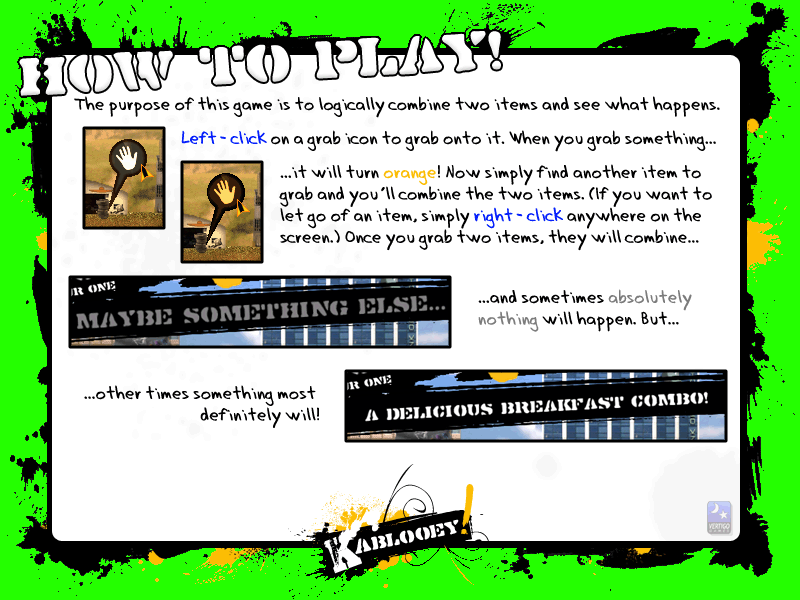 HOW TO PLAY!
The purpose of this game is to logically combine two items and see what happens.
Left-click on a grab icon to grab onto it. When you grab something...
...it will turn orange! Now simply find another item to
grab and you'll combine the two items. (If you want to
let go of an item, simply right-click anywhere on the
screen.) Once you grab two items, they will combine...
R ONE
MAYBE SOMETHING ELSE...
...and sometimes absolutely
nothing will happen. But...
...other times something most
definitely will!
R ONE
A DELICIOUS BREAKFAST COMBO!
KABLOOEY!
VERTIGO
GAMES